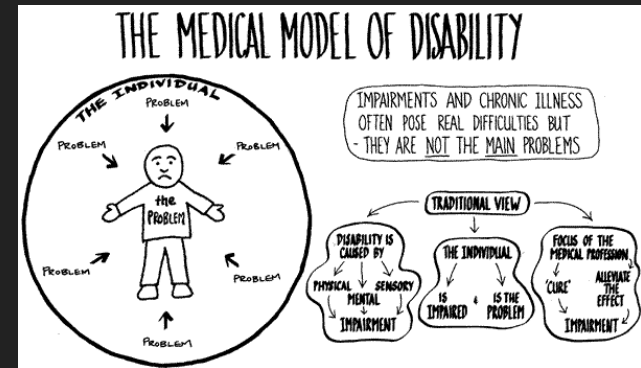 THE MEDICAL MODEL OF DISABILITY
THE INDIVIDUAL
PROBLEM
PROBLEM
PROBLEM
the
PROBLEM
PROBLEM
PROBLEM
PROBLEM
IMPAIRMENTS AND CHRONIC ILLNESS
OFTEN POSE REAL DIFFICULTIES BUT
- THEY ARE NOT THE MAIN PROBLEMS
TRADITIONAL VIEW
DISABILITY IS
CAUSED BY
PHYSICAL SENSORY
MENTAL
IMPAIRMENT
THE INDIVIDUAL
IS & IS THE
IMPAIRED PROBLEM
FOCUS OF THE
MEDICAL PROFESSION
'CURE' ALLEVIATE
THE
EFFECT
IMPAIRMENT